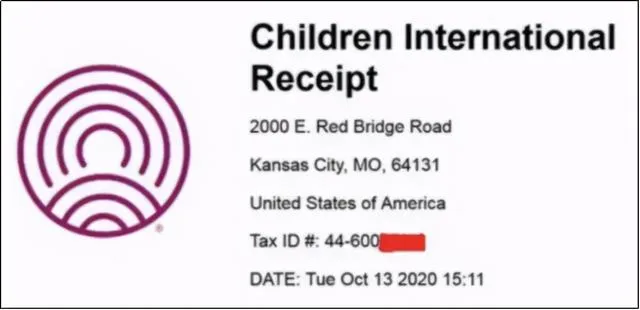 Children International
Receipt
2000 E. Red Bridge Road
Kansas City, MO, 64131
United States of America
Tax ID #: 44-600
DATE: Tue Oct 13 2020 15:11